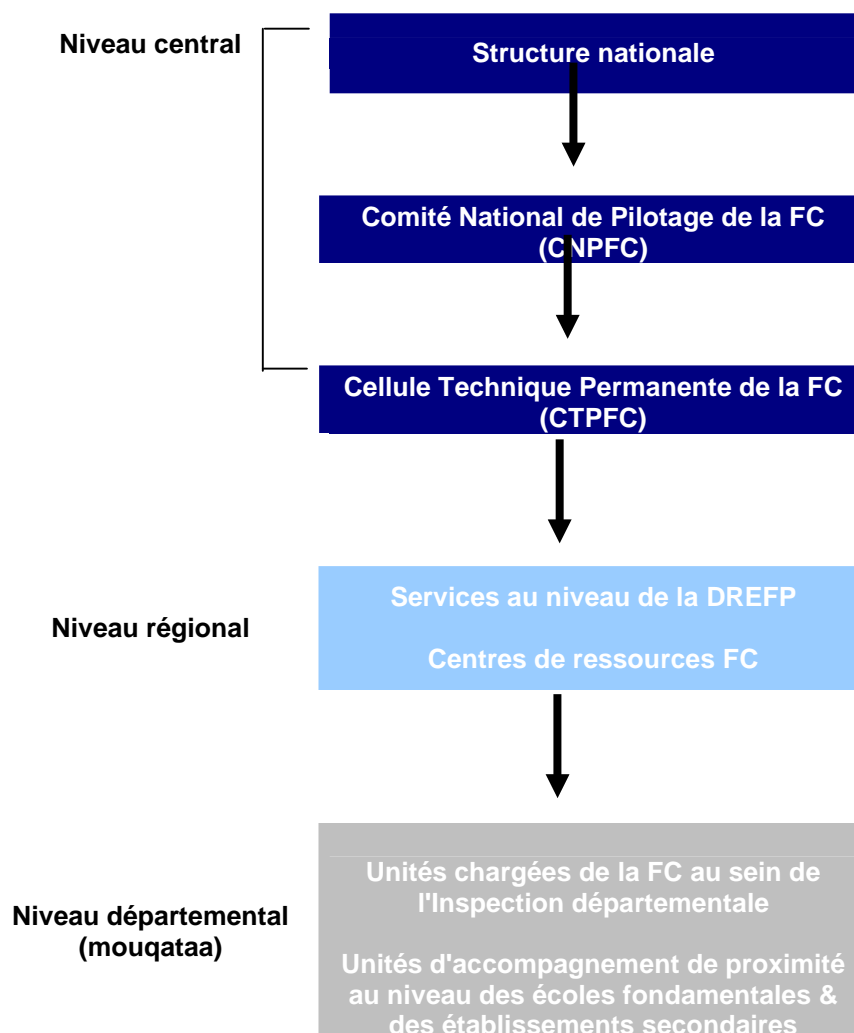 Niveau central
Structure nationale
Comité National de Pilotage de la FC
(CNPFC)
Cellule Technique Permanente de la FC
(CTPFC)
Niveau régional
Services au niveau de la DREFP
Centres de ressources FC
Niveau départemental
(mouqataa)
Unités chargées de la FC au sein de
l'Inspection départementale
Unités d'accompagnement de proximité
au niveau des écoles fondamentales &
des établissements secondaires